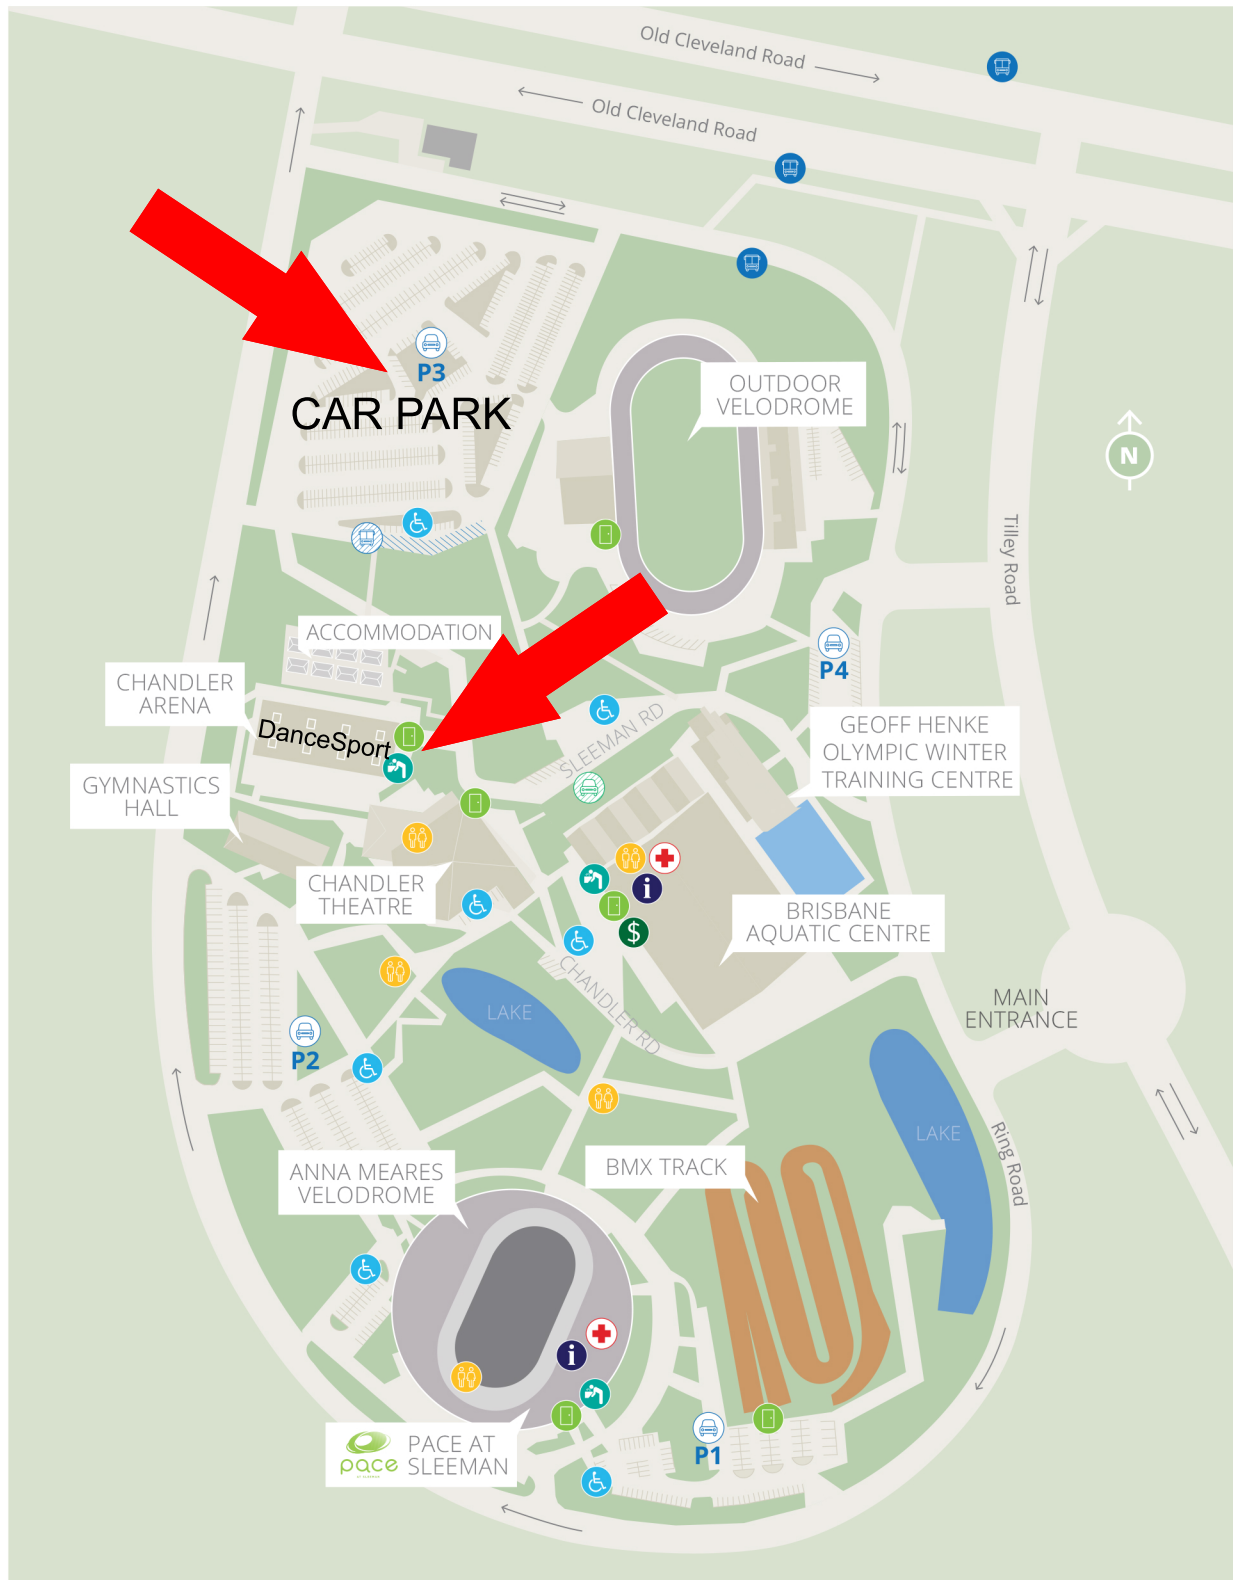 Old Cleveland Road
Old Cleveland Road
P3
CAR PARK
OUTDOOR
VELODROME
N
Tilley Road
ACCOMMODATION
P4
CHANDLER
ARENA
DanceSport
SLEEMAN RD
GEOFF HENKE
OLYMPIC WINTER
TRAINING CENTRE
GYMNASTICS
HALL
CHANDLER
THEATRE
i
$
BRISBANE
AQUATIC CENTRE
CHANDLER RD
LAKE
MAIN
ENTRANCE
P2
LAKE
Ring Road
ANNA MEARES
VELODROME
BMX TRACK
i
pace
AT SLEEMAN
PACE AT
SLEEMAN
P1